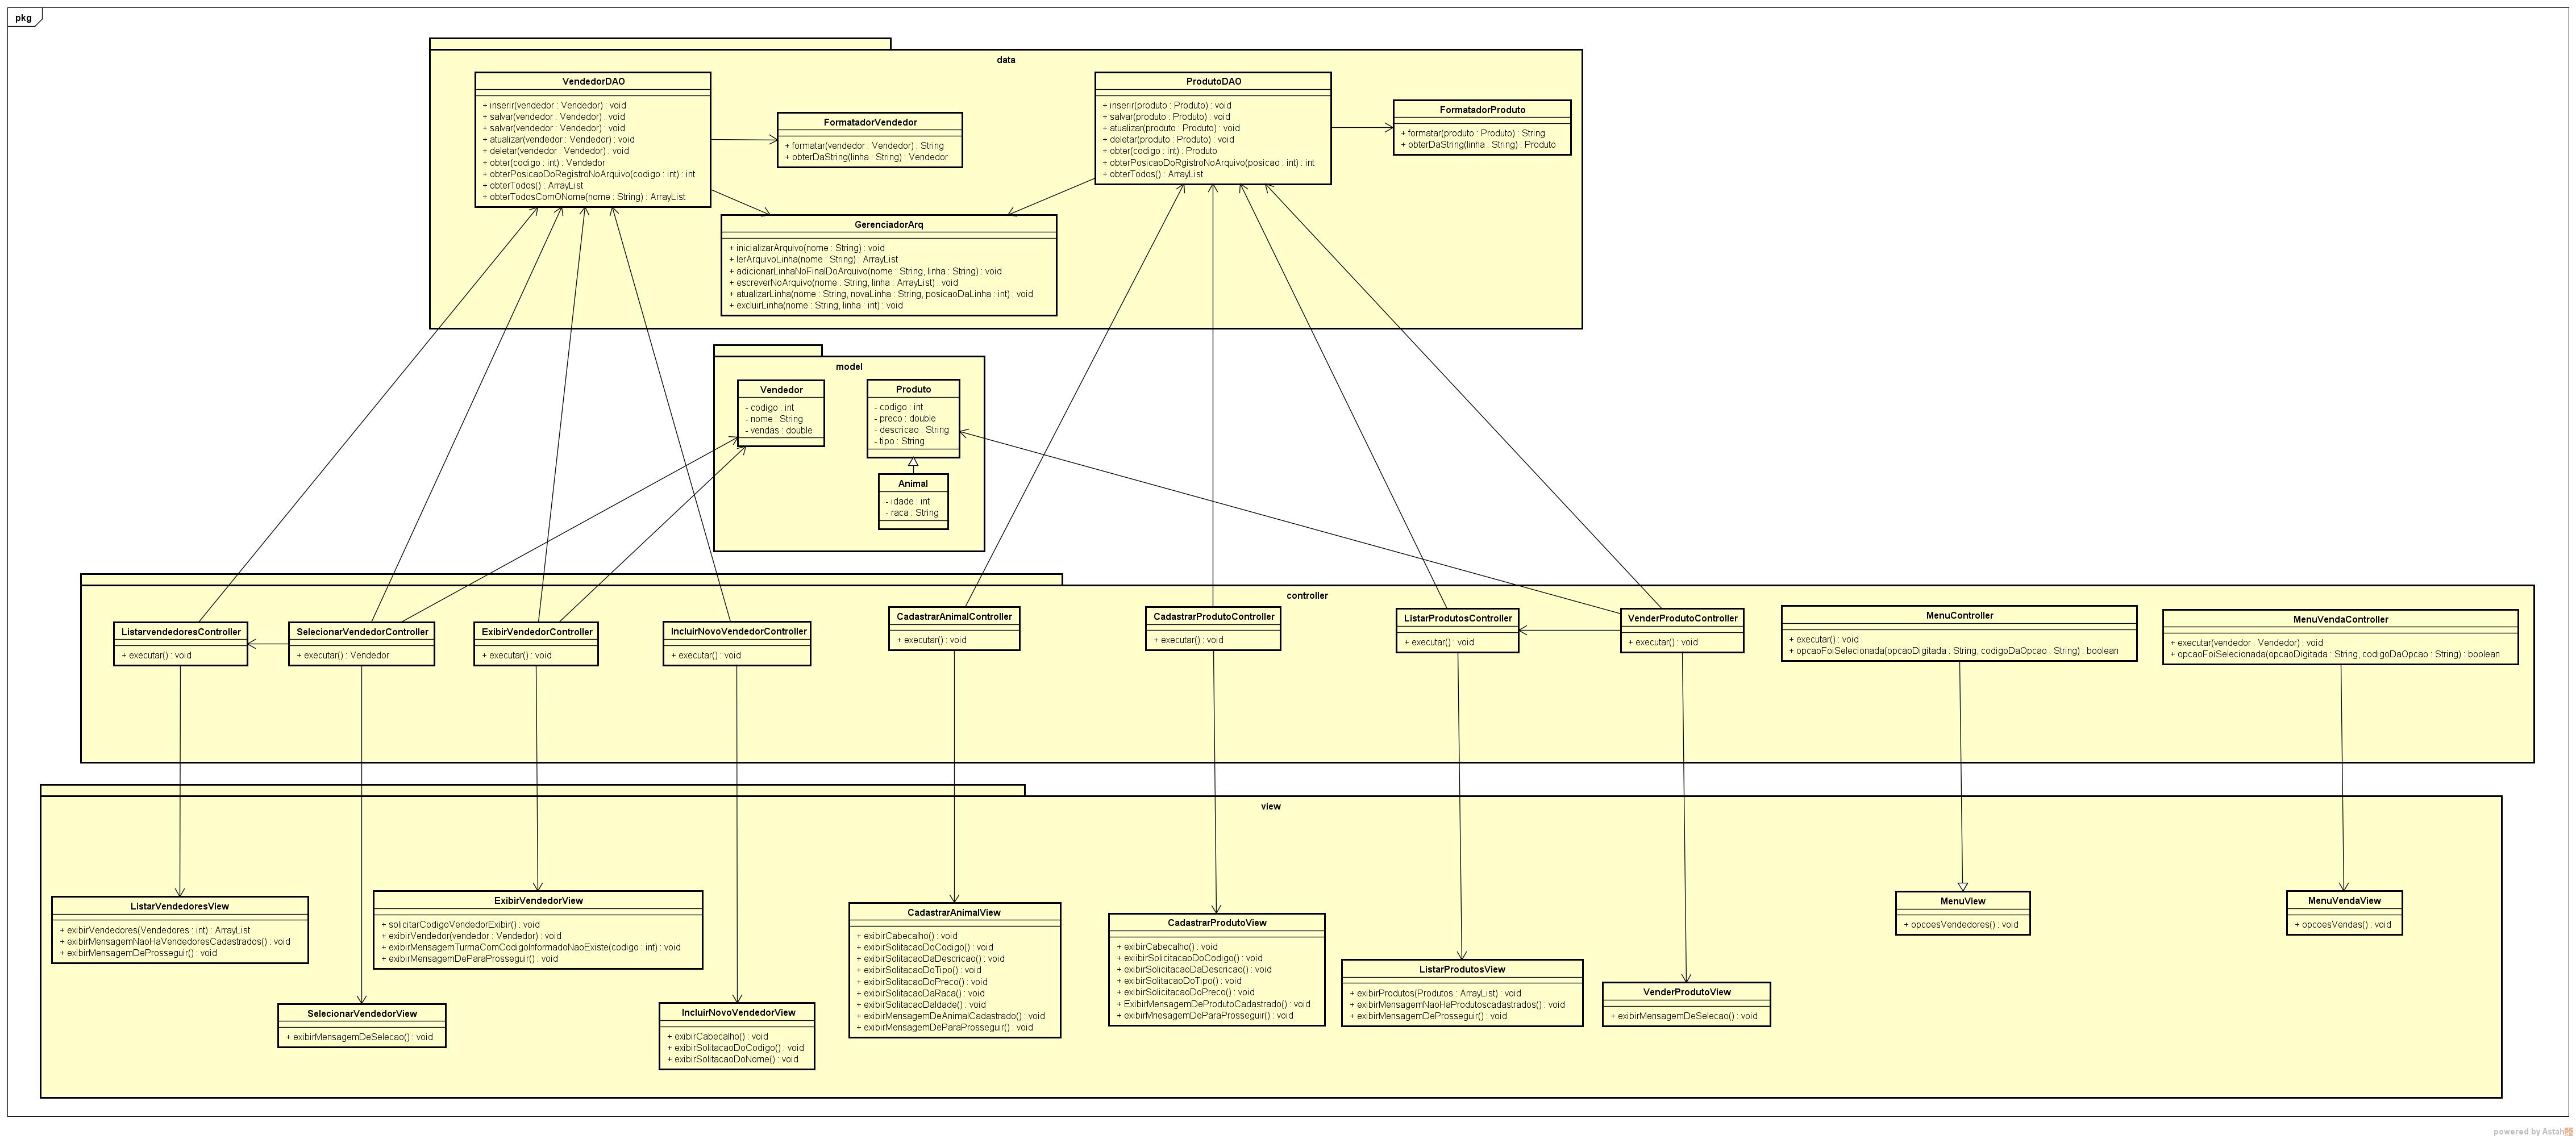 pkg
data
VendedorDAO
+ inserir(vendedor : Vendedor) : void
+ salvar(vendedor : Vendedor) : void
+ salvar(vendedor : Vendedor) : void
+ atualizar(vendedor : Vendedor) : void
+ deletar(vendedor : Vendedor) : void
+ obter(codigo : int) : Vendedor
+ obterPosicaoDoRegistroNoArquivo(codigo : int) : int
+ obterTodos() : ArrayList
+ obterTodosComONome(nome : String) : ArrayList
FormatadorVendedor
+ formatar(vendedor : Vendedor) : String
+ obterDaString(linha : String) : Vendedor
ProdutoDAO
+ inserir(produto : Produto) : void
+ salvar(produto : Produto) : void
+ atualizar(produto : Produto) : void
+ deletar(produto : Produto) : void
+ obter(codigo : int) : Produto
+ obterPosicaoDoRgistroNoArquivo(posicao : int) : int
+ obterTodos() : ArrayList
FormatadorProduto
+ formatar(produto : Produto) : String
+ obterDaString(linha : String) : Produto
GerenciadorArq
+ inicializarArquivo(nome : String) : void
+ lerArquivoLinha(nome : String) : ArrayList
+ adicionarLinhaNoFinalDoArquivo(nome : String, linha : String) : void
+ escreverNoArquivo(nome : String, linha : ArrayList) : void
+ atualizarLinha(nome : String, novaLinha : String, posicaoDaLinha : int) : void
+ excluirLinha(nome : String, linha : int) : void
model
Vendedor
- codigo : int
- nome : String
- vendas : double
Produto
- codigo : int
- preco : double
- descricao : String
- tipo : String
Animal
- idade : int
- raca : String
controller
ListarvendedoresController
+ executar() : void
SelecionarVendedorController
+ executar() : Vendedor
ExibirVendedorController
+ executar() : void
IncluirNovoVendedorController
+ executar() : void
CadastrarAnimalController
+ executar() : void
CadastrarProdutoController
+ executar() : void
ListarProdutosController
+ executar() : void
VenderProdutoController
+ executar() : void
MenuController
+ executar() : void
+ opcaoFoiSelecionada(opcaoDigitada : String, codigoDaOpcao : String) : boolean
MenuVendaController
+ executar(vendedor : Vendedor) : void
+ opcaoFoiSelecionada(opcaoDigitada : String, codigoDaOpcao : String) : boolean
view
ListarVendedoresView
+ exibirVendedores(Vendedores : int) : ArrayList
+ exibirMensagemNaoHaVendedoresCadastrados() : void
+ exibirMensagemDeProsseguir() : void
SelecionarVendedorView
+ exibirMensagemDeSelecao() : void
ExibirVendedorView
+ solicitarCodigoVendedorExibir() : void
+ exibirVendedor(vendedor : Vendedor) : void
+ exibirMensagemTurmaComCodigoInformadoNaoExiste(codigo : int) : void
+ exibirMensagemDeParaProsseguir() : void
IncluirNovoVendedorView
+ exibirCabecalho() : void
+ exibirSolitacaoDoCodigo() : void
+ exibirSolitacaoDoNome() : void
CadastrarAnimalView
+ exibirCabecalho() : void
+ exibirSolitacaoDoCodigo() : void
+ exibirSolitacaoDaDescricao() : void
+ exibirSolitacaoDoTipo() : void
+ exibirSolitacaoDoPreco() : void
+ exibirSolitacaoDaRaca() : void
+ exibirSolitacaoDaIdade() : void
+ exibirMensagemDeAnimalCadastrado() : void
+ exibirMensagemDeParaProsseguir() : void
CadastrarProdutoView
+ exibirCabecalho() : void
+ exiibirSolicitacaoDoCodigo() : void
+ exibirSolicitacaoDaDescricao() : void
+ exibirSolitacaoDoTipo() : void
+ exibirSolicitacaoDoPreco() : void
+ ExibirMensagemDeProdutoCadastrado() : void
+ exibirMnesagemDeParaProsseguir() : void
ListarProdutosView
+ exibirProdutos(Produtos : ArrayList) : void
+ exibirMensagemNaoHaProdutoscadastrados() : void
+ exibirMensagemDeProsseguir() : void
VenderProdutoView
+ exibirMensagemDeSelecao() : void
MenuView
+ opcoesVendedores() : void
MenuVendaView
+ opcoesVendas() : void
powered by Astah